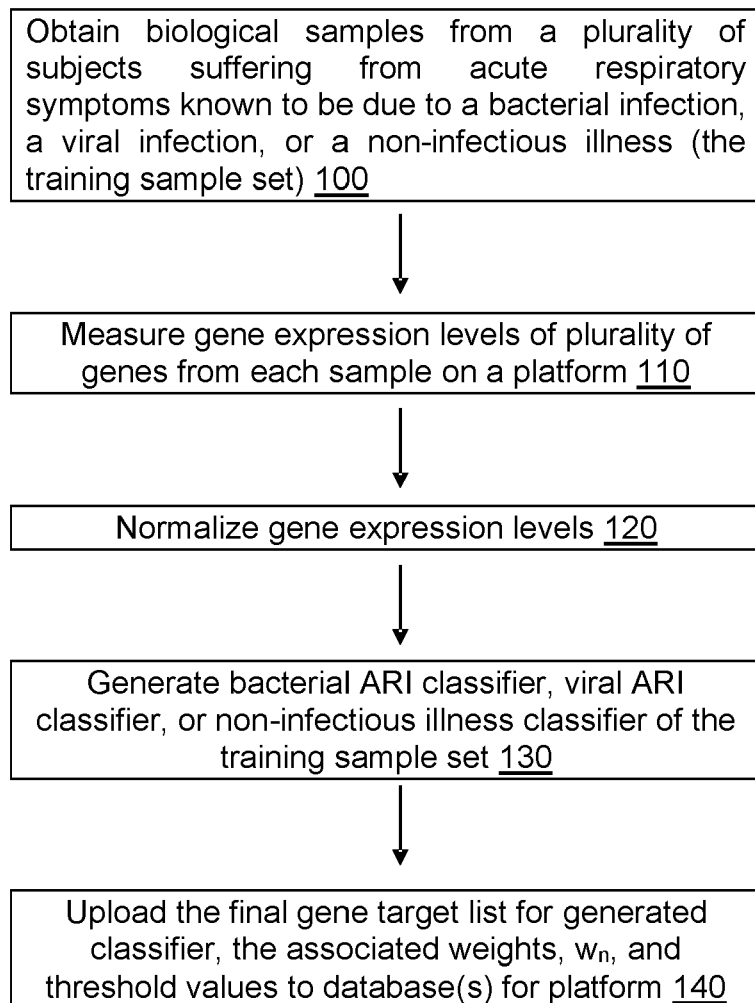 Obtain biological samples from a plurality of
subjects suffering from acute respiratory
symptoms known to be due to a bacterial infection,
a viral infection, or a non-infectious illness (the
training sample set) 100
Measure gene expression levels of plurality of
genes from each sample on a platform 110
Normalize gene expression levels 120
Generate bacterial ARI classifier, viral ARI
classifier, or non-infectious illness classifier of the
training sample set 130
Upload the final gene target list for generated
classifier, the associated weights, wn, and
threshold values to database(s) for platform 140